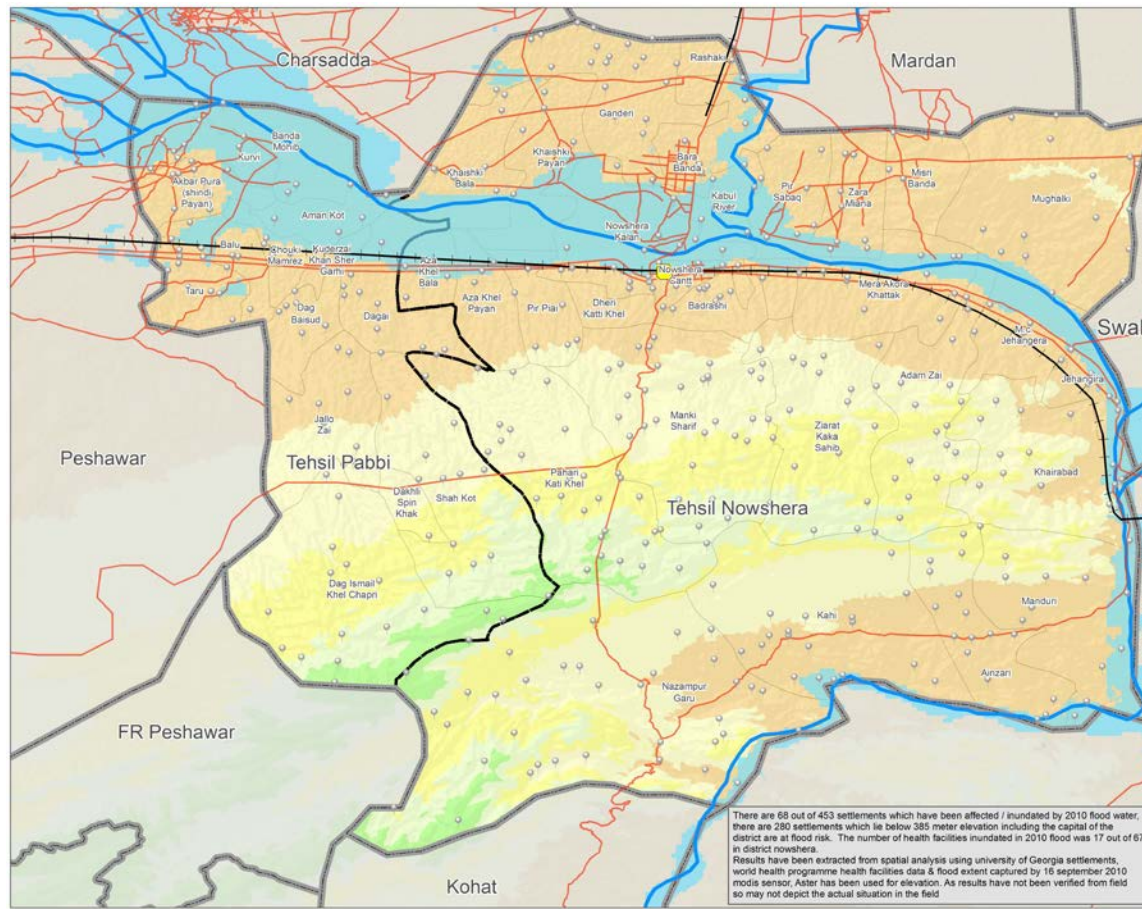 Charsadda
Mardan
Rashaki
Ganderi
Banda
Mohib
Kurvi
Khaishki
Payan
Bara
Banda
Khaishki
Bala
Akbar Pura
(shindi
Payan)
Misri
Banda
Pir
Sabaq
Zara
Miana
Mughalki
Kabul
River
Aman Kot
Nowshera
Kalan
Balu
Chouki
Mamrez
Kuderzai
Khan Sher
Garhi
Aza
Khel
Bala
Nowshera
Cantt
Taru
Mera Akora
Khattak
Dag
Baisud
Dagai
Aza Khel
Payan
Pir Piai
Dheri
Katti Khel
Badrashi
M.c
Jehangera
Swabi
Jehangira
Adam Zai
Jallo
Zai
Manki
Sharif
Ziarat
Kaka
Sahib
Peshawar
Tehsil Pabbi
Pahari
Kati Khel
Khairabad
Dakhli
Spin
Khak
Shah Kot
Tehsil Nowshera
Dag Ismail
Khel Chapri
Manduri
Kahi
Ainzari
Nazampur
Garu
FR Peshawar
Kohat
There are 68 out of 453 settlements which have been affected / inundated by 2010 flood water,
there are 280 settlements which lie below 385 meter elevation including the capital of the
district are at flood risk. The number of health facilities inundated in 2010 flood was 17 out of 67
in district nowshera.
Results have been extracted from spatial analysis using university of Georgia settlements,
world health programme health facilities data & flood extent captured by 16 september 2010
modis sensor, Aster has been used for elevation. As results have not been verified from field
so may not depict the actual situation in the field